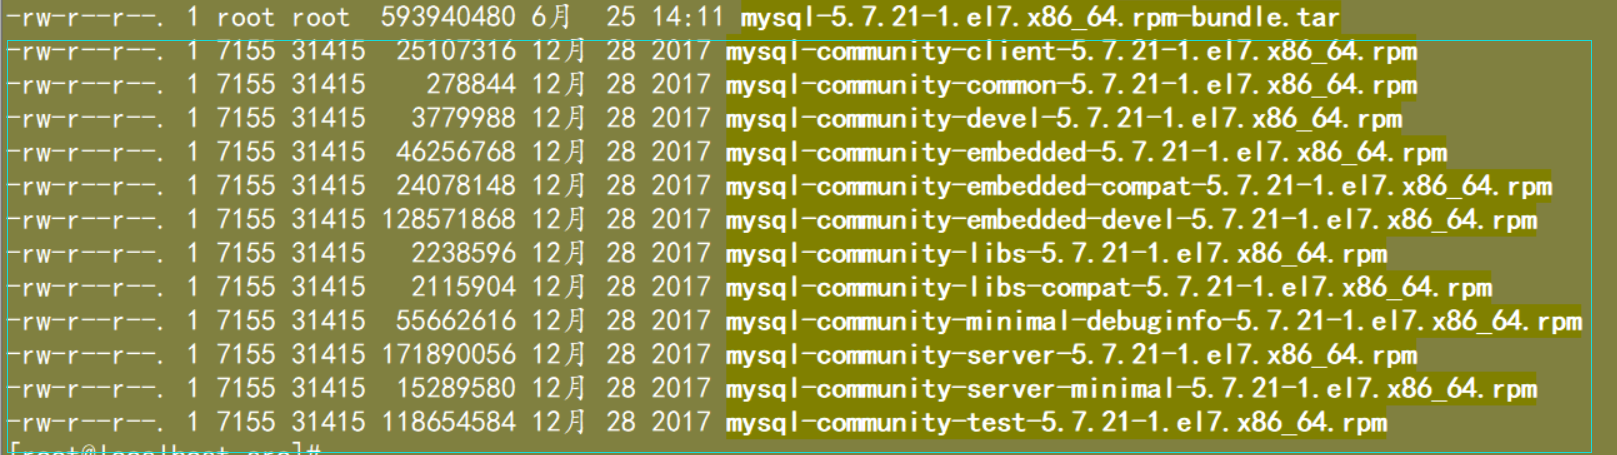 -rw-r--r--. 1 root root 593940480 6月 25 14:11 mysql-5.7.21-1.el7.x86_64.rpm-bundle.tar
-rw-r--r--. 1 7155 31415 25107316 12月 28 2017 mysql-community-client-5.7.21-1.el7.x86_64.rpm
-rw-r--r--. 1 7155 31415 278844 12月 28 2017 mysql-community-common-5.7.21-1.el7.x86_64.rpm
-rw-r--r--. 1 7155 31415 3779988 12月 28 2017 mysql-community-devel-5.7.21-1.el7.x86_64.rpm
-rw-r--r--. 1 7155 31415 46256768 12月 28 2017 mysql-community-embedded-5.7.21-1.el7.x86_64.rpm
-rw-r--r--. 1 7155 31415 24078148 12月 28 2017 mysql-community-embedded-compat-5.7.21-1.el7.x86_64.rpm
-rw-r--r--. 1 7155 31415 128571868 12月 28 2017 mysql-community-embedded-devel-5.7.21-1.el7.x86_64.rpm
-rw-r--r--. 1 7155 31415 2238596 12月 28 2017 mysql-community-libs-5.7.21-1.el7.x86_64.rpm
-rw-r--r--. 1 7155 31415 2115904 12月 28 2017 mysql-community-libs-compat-5.7.21-1.el7.x86_64.rpm
-rw-r--r--. 1 7155 31415 55662616 12月 28 2017 mysql-community-minimal-debuginfo-5.7.21-1.el7.x86_64.rpm
-rw-r--r--. 1 7155 31415 171890056 12月 28 2017 mysql-community-server-5.7.21-1.el7.x86_64.rpm
-rw-r--r--. 1 7155 31415 15289580 12月 28 2017 mysql-community-server-minimal-5.7.21-1.el7.x86_64.rpm
-rw-r--r--. 1 7155 31415 118654584 12月 28 2017 mysql-community-test-5.7.21-1.el7.x86_64.rpm